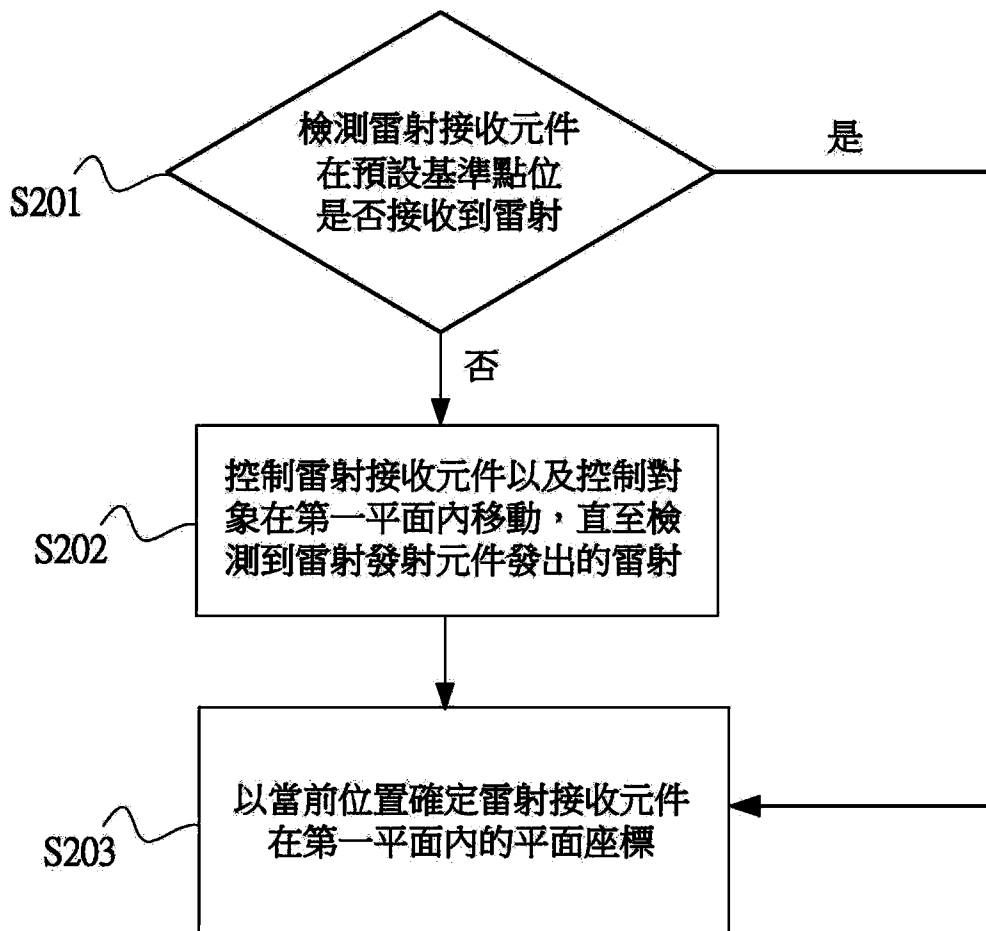 檢測雷射接收元件
在預設基準點位
是否接收到雷射
是
S201
否
控制雷射接收元件以及控制對
象在第一平面內移動，直至檢
測到雷射發射元件發出的雷射
S202
以當前位置確定雷射接收元件
在第一平面內的平面座標
S203